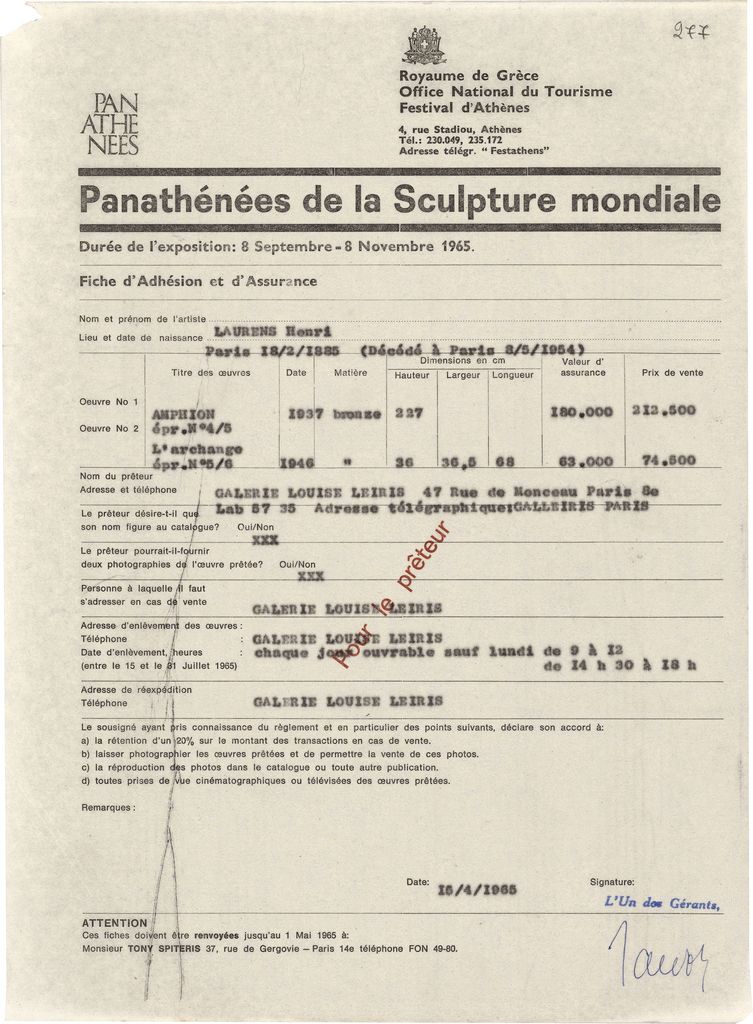 277
PAN
ATHE
NEES
Royaume de Grèce
Office National du Tourisme
Festival d'Athènes
4, rue Stadiou, Athènes
Tél.: 230.049, 235.172
Adresse télégr. "Festathens"
Panathénées de la Sculpture mondiale
Durée de l'exposition: 8 Septembre - 8 Novembre 1965.
Fiche d'Adhésion et d'Assurance
Nom et prénom de l'artiste LAURENS Henri
Lieu et date de naissance Paris 18/2/1885 (Décédé à Paris 8/5/1954)
Titre des œuvres Date Matière Dimensions en cm Hauteur Largeur Longueur Valeur d'assurance Prix de vente
Oeuvre No 1 AMPHION 1937 bronze 227 180.000 212.500
épr.N°4/5
Oeuvre No 2 L'archange
épr.N°5/6 1946 " 36 36,5 68 63.000 74.500
Nom du prêteur
Adresse et téléphone GALERIE LOUISE LEIRIS 47 Rue de Monceau Paris 8e
Lab 57 35 Adresse télégraphique:GALLEIRIS PARIS
Le prêteur désire-t-il que
son nom figure au catalogue? Oui/Non
XXX
Le prêteur pourrait-il fournir
deux photographies de l'œuvre prêtée? Oui/Non
XXX
Pour le prêteur
Personne à laquelle il faut
s'adresser en cas de vente GALERIE LOUISE LEIRIS
Adresse d'enlèvement des œuvres:
Téléphone : GALERIE LOUISE LEIRIS
Date d'enlèvement, heures : chaque jour ouvrable sauf lundi de 9 à 12
(entre le 15 et le 31 Juillet 1965) de 14 h 30 à 18 h
Adresse de réexpédition
Téléphone GALERIE LOUISE LEIRIS
Le sousigné ayant pris connaissance du règlement et en particulier des points suivants, déclare son accord à:
a) la rétention d'un 20% sur le montant des transactions en cas de vente.
b) laisser photographier les œuvres prêtées et de permettre la vente de ces photos.
c) la réproduction des photos dans le catalogue ou toute autre publication.
d) toutes prises de vue cinématographiques ou télévisées des œuvres prêtées.
Remarques:
Date: 15/4/1965
Signature:
L'Un des Gérants,
ATTENTION
Ces fiches doivent être renvoyées jusqu'au 1 Mai 1965 à:
Monsieur TONY SPITERIS 37, rue de Gergovie – Paris 14e téléphone FON 49-80.